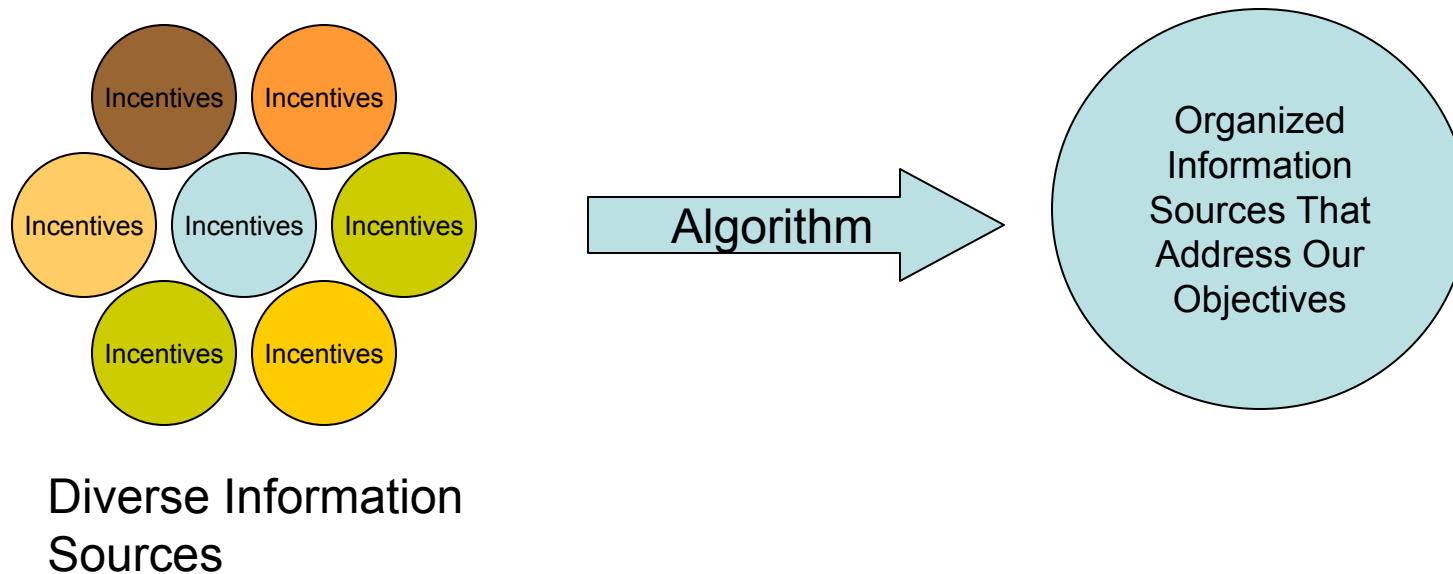 Incentives
Incentives
Incentives
Incentives
Incentives
Incentives
Incentives
Diverse Information
Sources
Algorithm
Organized
Information
Sources That
Address Our
Objectives